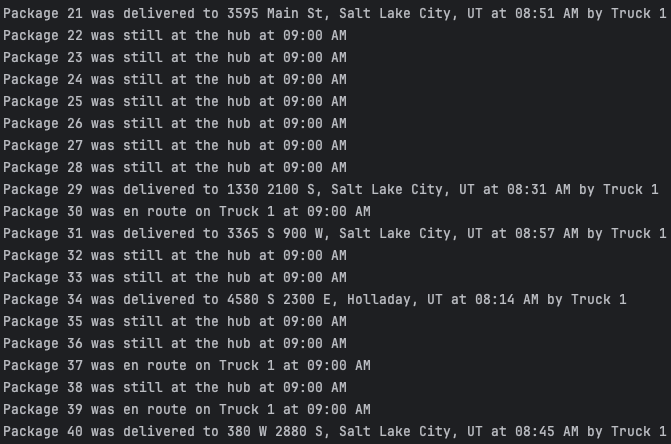 Package 21 was delivered to 3595 Main St, Salt Lake City, UT at 08:51 AM by Truck 1
Package 22 was still at the hub at 09:00 AM
Package 23 was still at the hub at 09:00 AM
Package 24 was still at the hub at 09:00 AM
Package 25 was still at the hub at 09:00 AM
Package 26 was still at the hub at 09:00 AM
Package 27 was still at the hub at 09:00 AM
Package 28 was still at the hub at 09:00 AM
Package 29 was delivered to 1330 2100 S, Salt Lake City, UT at 08:31 AM by Truck 1
Package 30 was en route on Truck 1 at 09:00 AM
Package 31 was delivered to 3365 S 900 W, Salt Lake City, UT at 08:57 AM by Truck 1
Package 32 was still at the hub at 09:00 AM
Package 33 was still at the hub at 09:00 AM
Package 34 was delivered to 4580 S 2300 E, Holladay, UT at 08:14 AM by Truck 1
Package 35 was still at the hub at 09:00 AM
Package 36 was still at the hub at 09:00 AM
Package 37 was en route on Truck 1 at 09:00 AM
Package 38 was still at the hub at 09:00 AM
Package 39 was en route on Truck 1 at 09:00 AM
Package 40 was delivered to 380 W 2880 S, Salt Lake City, UT at 08:45 AM by Truck 1